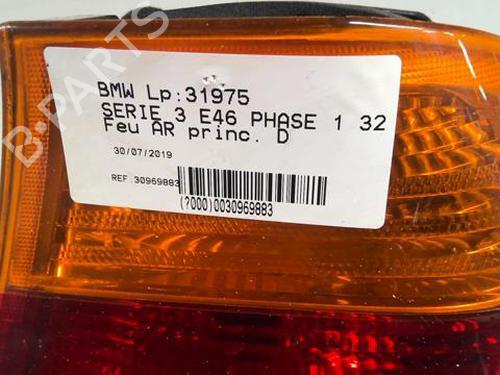 B-PARTS
BMW Lp:31975
SERIE 3 E46 PHASE 1 32
Feu AR princ. D
30/07/2019
REF 30969883
(?000)0030969883